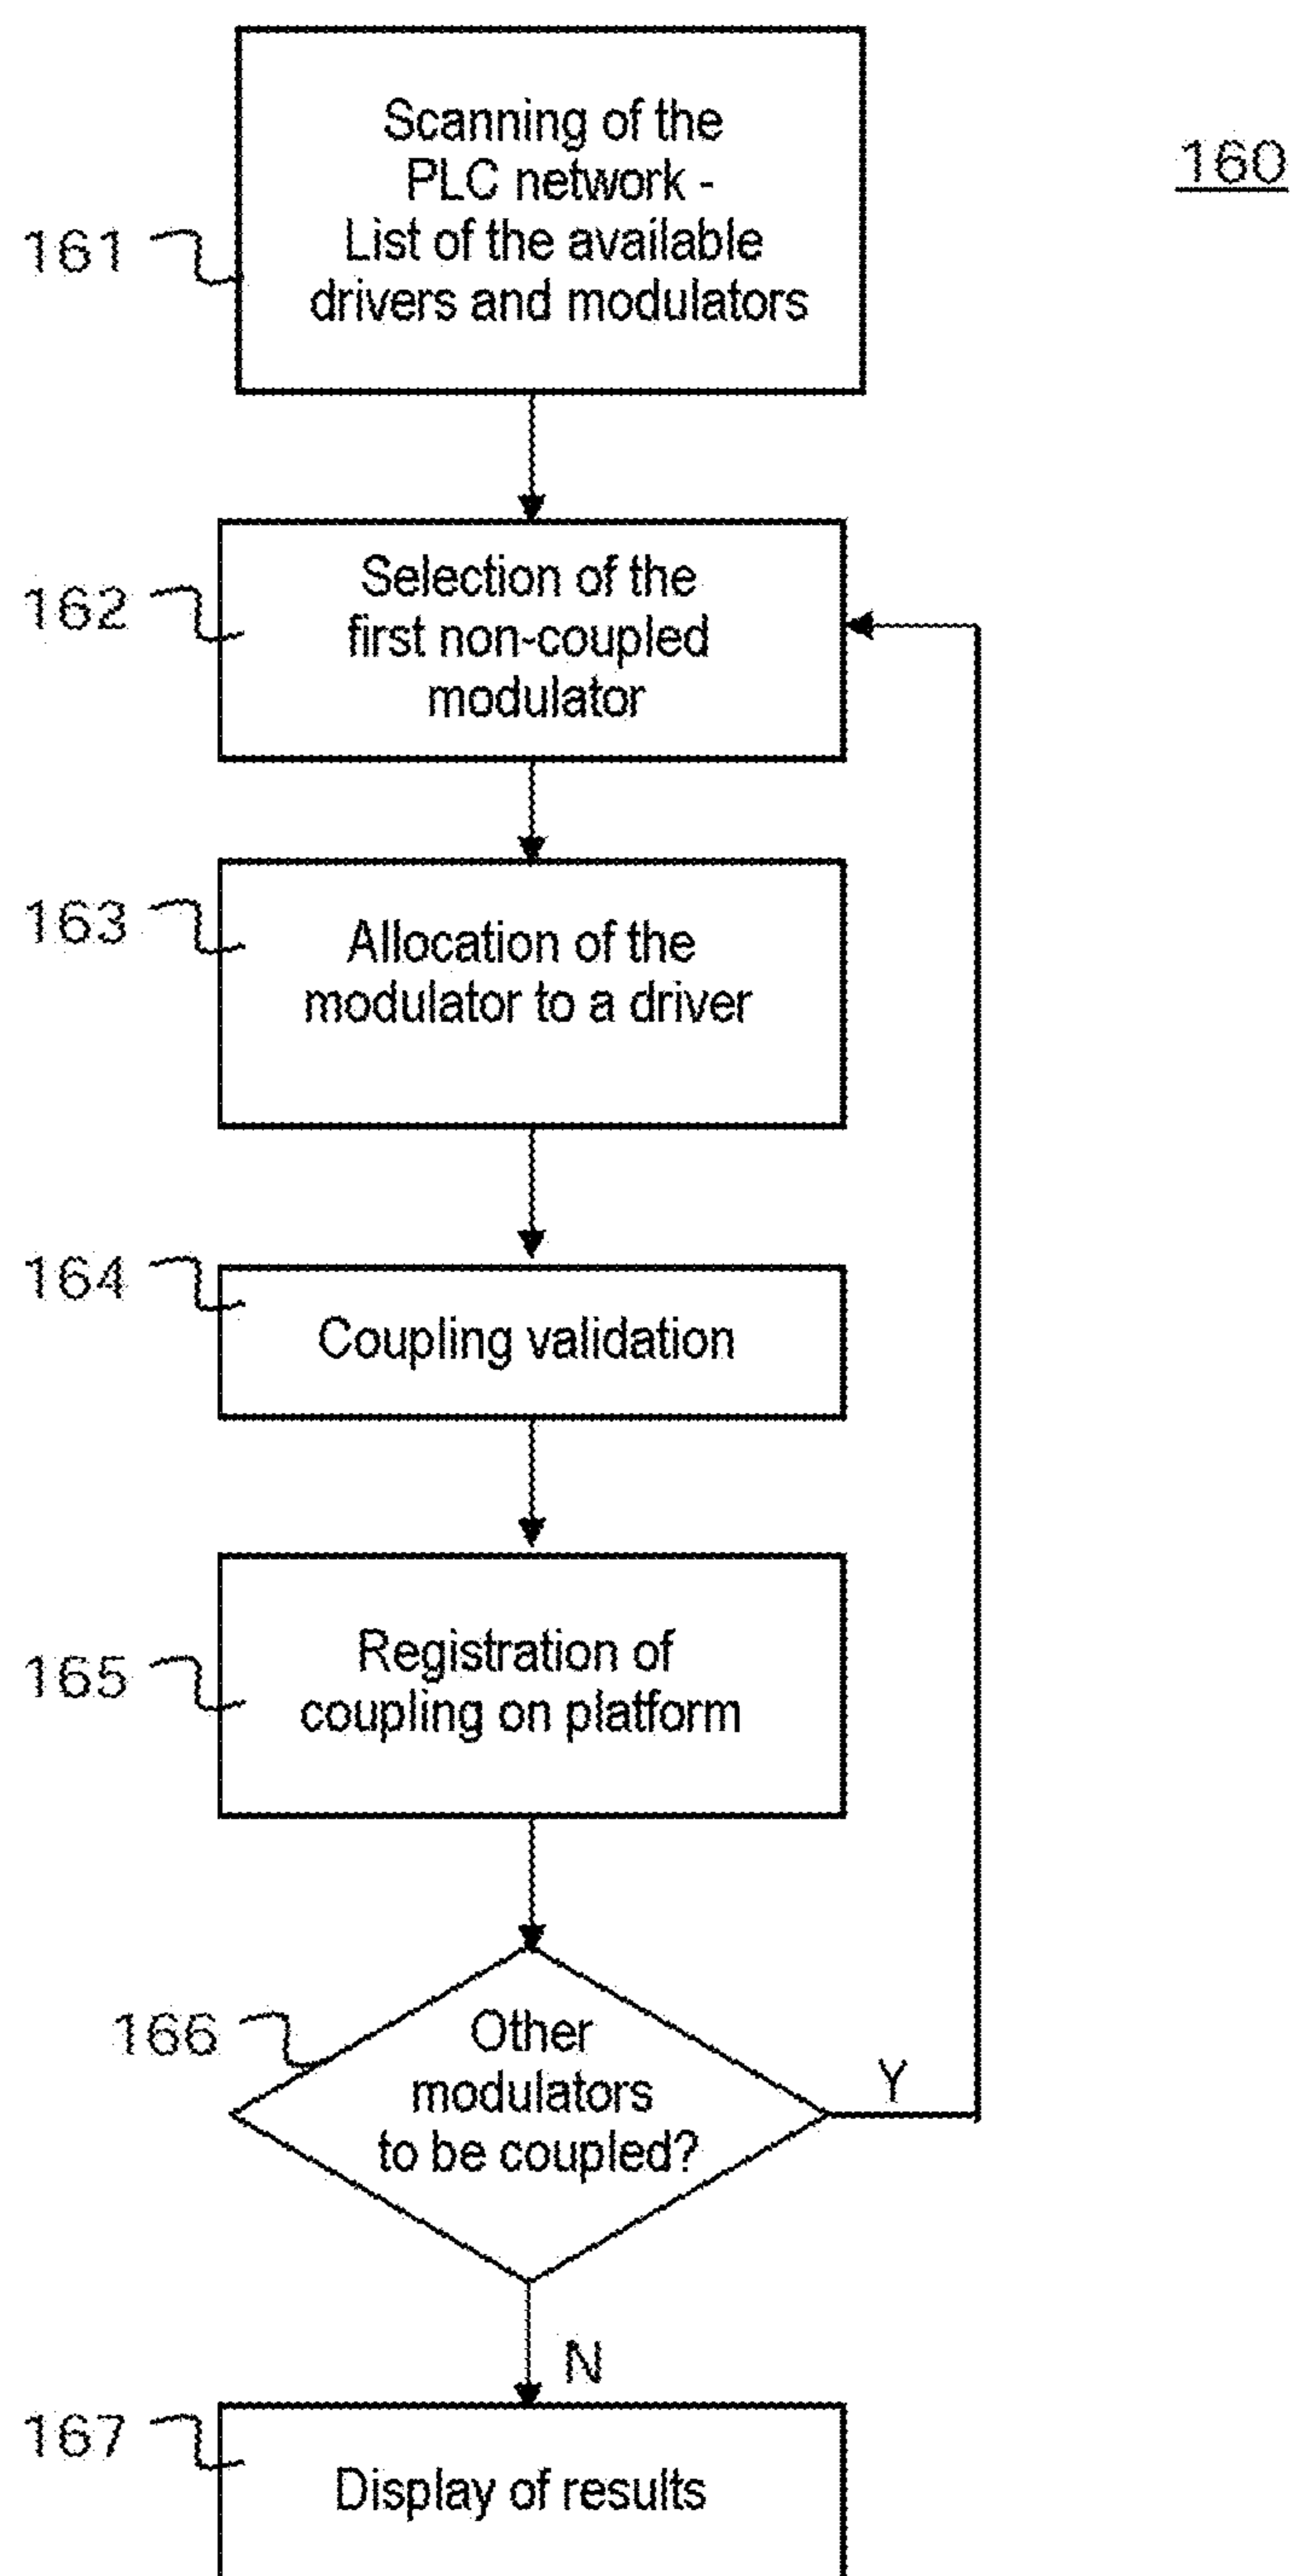 160
161
Scanning of the
PLC network -
List of the available
drivers and modulators
162
Selection of the
first non-coupled
modulator
163
Allocation of the
modulator to a driver
164
Coupling validation
165
Registration of
coupling on platform
166
Other
modulators
to be coupled?
Y
N
167
Display of results